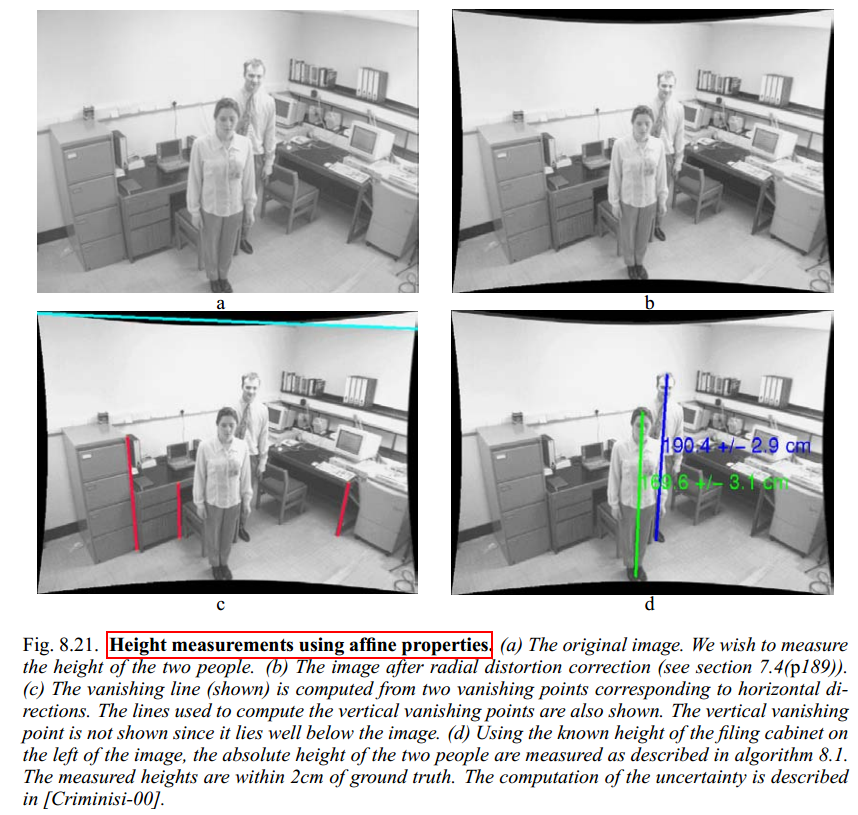 a
b
190.4 +/- 2.9 cm
169.6 +/- 3.1 cm
c
d
Fig. 8.21. Height measurements using affine properties. (a) The original image. We wish to measure
the height of the two people. (b) The image after radial distortion correction (see section 7.4(p189)).
(c) The vanishing line (shown) is computed from two vanishing points corresponding to horizontal di-
rections. The lines used to compute the vertical vanishing points are also shown. The vertical vanishing
point is not shown since it lies well below the image. (d) Using the known height of the filing cabinet on
the left of the image, the absolute height of the two people are measured as described in algorithm 8.1.
The measured heights are within 2cm of ground truth. The computation of the uncertainty is described
in [Criminisi-00].